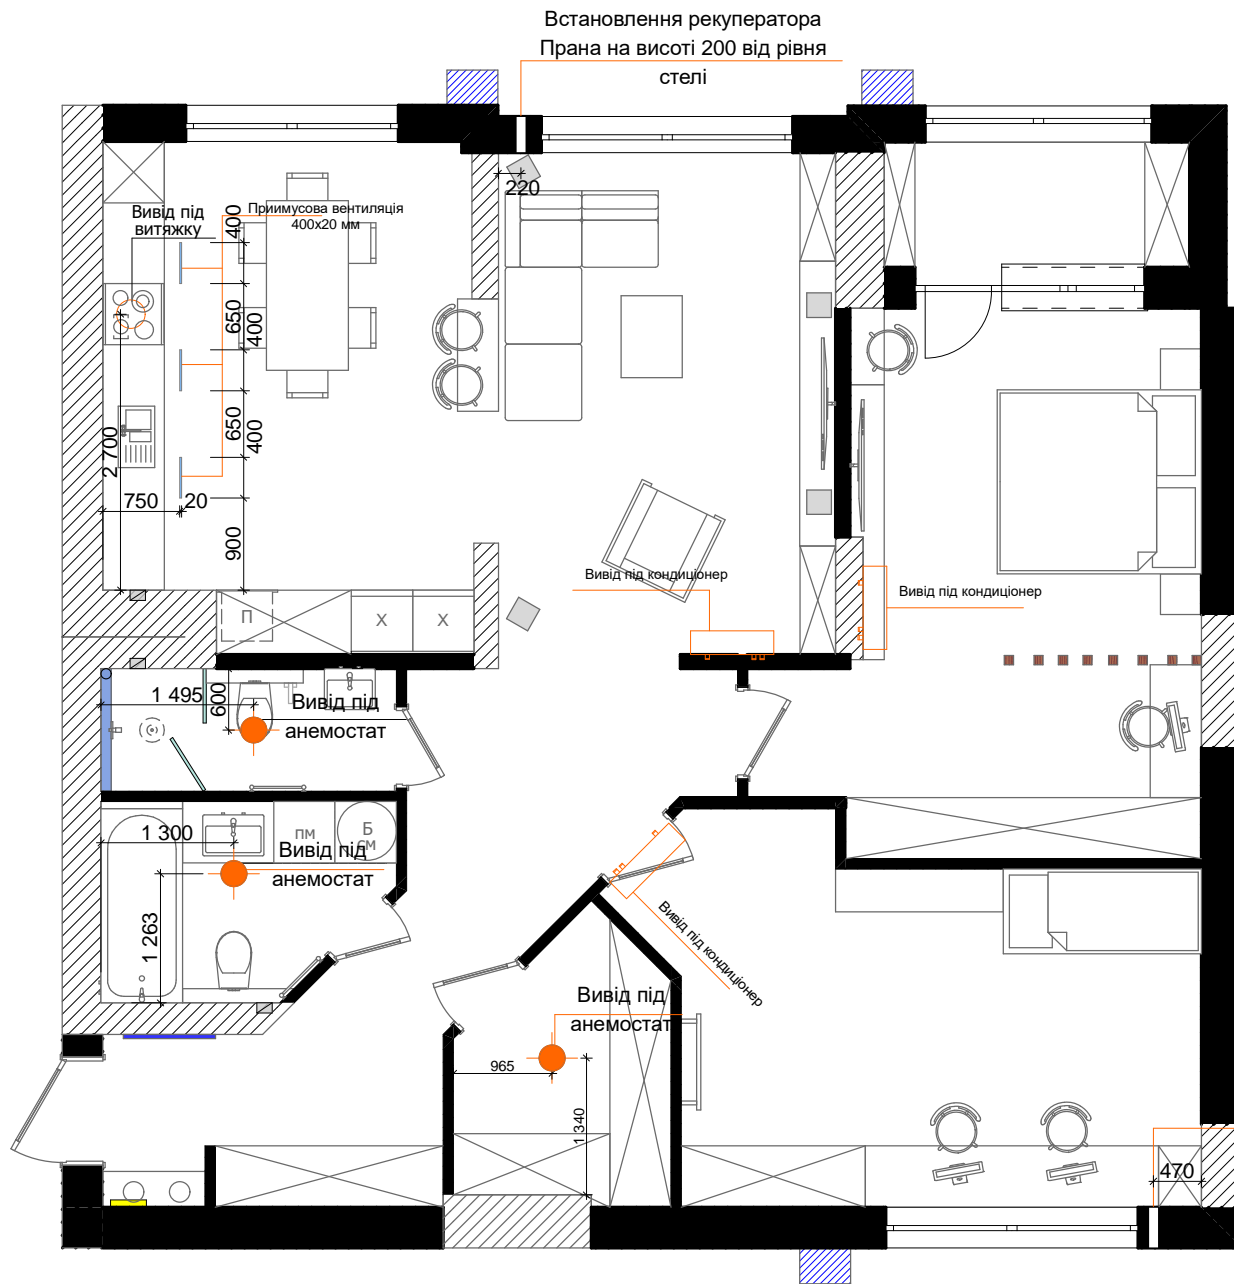 Встановлення рекуператора
Прана на висоті 200 від рівня
стелі
220
Вивід під
витяжку
Приимусова вентиляція
400х20 мм
400
650
400
650
400
2 700
750
20
900
Вивід під кондиціонер
Вивід під кондиціонер
П
Х
Х
1 495
600
Вивід під
анемостат
1 300
пм
Б
см
Вивід під
анемостат
1 263
Вивід під кондиціонер
Вивід під
анемостат
965
1 340
470